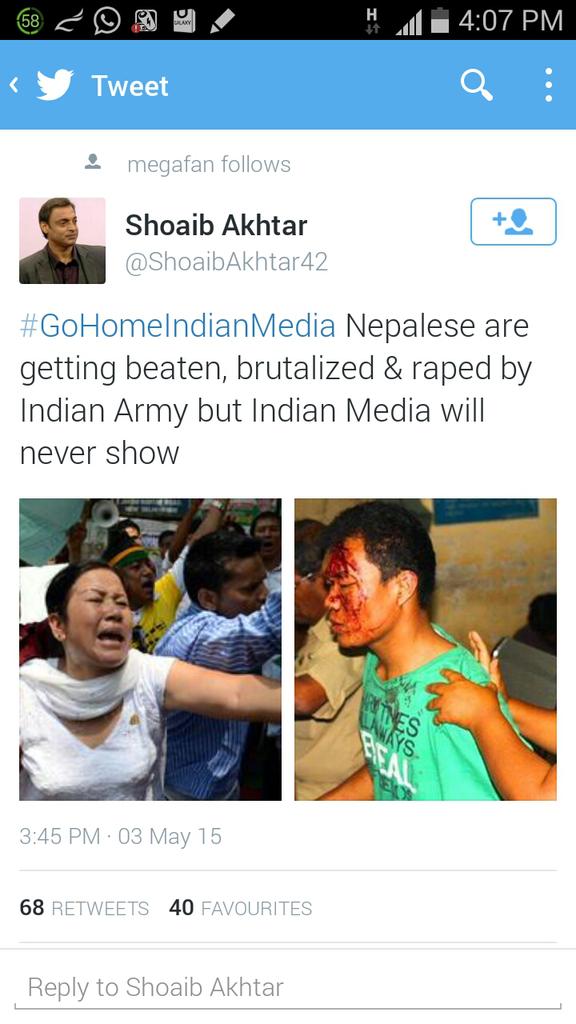 58
H
4:07 PM
Tweet
megafan follows
Shoaib Akhtar
@ShoaibAkhtar42
#GoHomeIndianMedia Nepalese are
getting beaten, brutalized & raped by
Indian Army but Indian Media will
never show
3:45 PM · 03 May 15
68 RETWEETS 40 FAVOURITES
Reply to Shoaib Akhtar